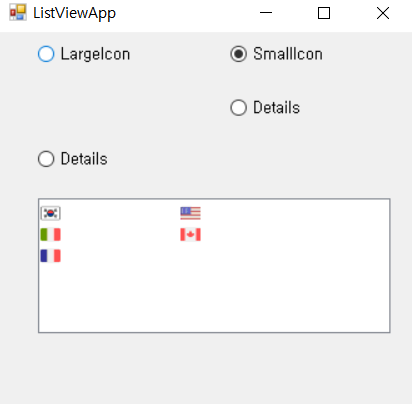 ListViewApp
LargeIcon
SmallIcon
Details
Details